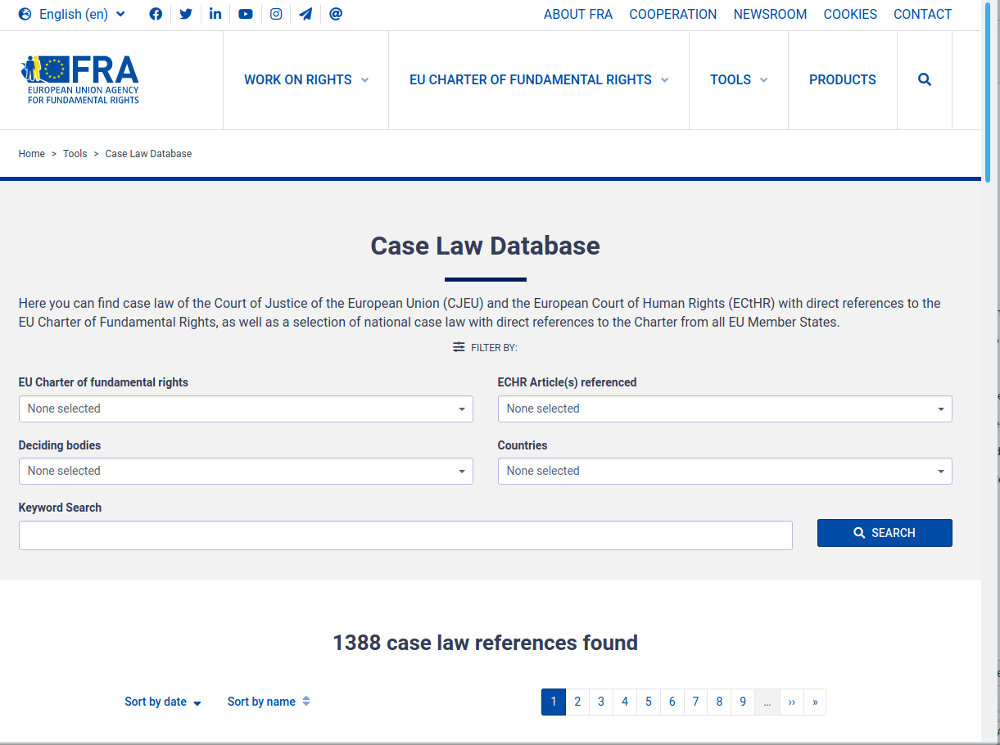 English (en)
ABOUT FRA COOPERATION NEWSROOM COOKIES CONTACT
FRA
EUROPEAN UNION AGENCY
FOR FUNDAMENTAL RIGHTS
WORK ON RIGHTS
EU CHARTER OF FUNDAMENTAL RIGHTS
TOOLS
PRODUCTS
Home > Tools > Case Law Database
Case Law Database
Here you can find case law of the Court of Justice of the European Union (CJEU) and the European Court of Human Rights (ECtHR) with direct references to the
EU Charter of Fundamental Rights, as well as a selection of national case law with direct references to the Charter from all EU Member States.
FILTER BY:
EU Charter of fundamental rights
None selected
ECHR Article(s) referenced
None selected
Deciding bodies
None selected
Countries
None selected
Keyword Search
SEARCH
1388 case law references found
Sort by date Sort by name
1 2 3 4 5 6 7 8 9 … ›› »